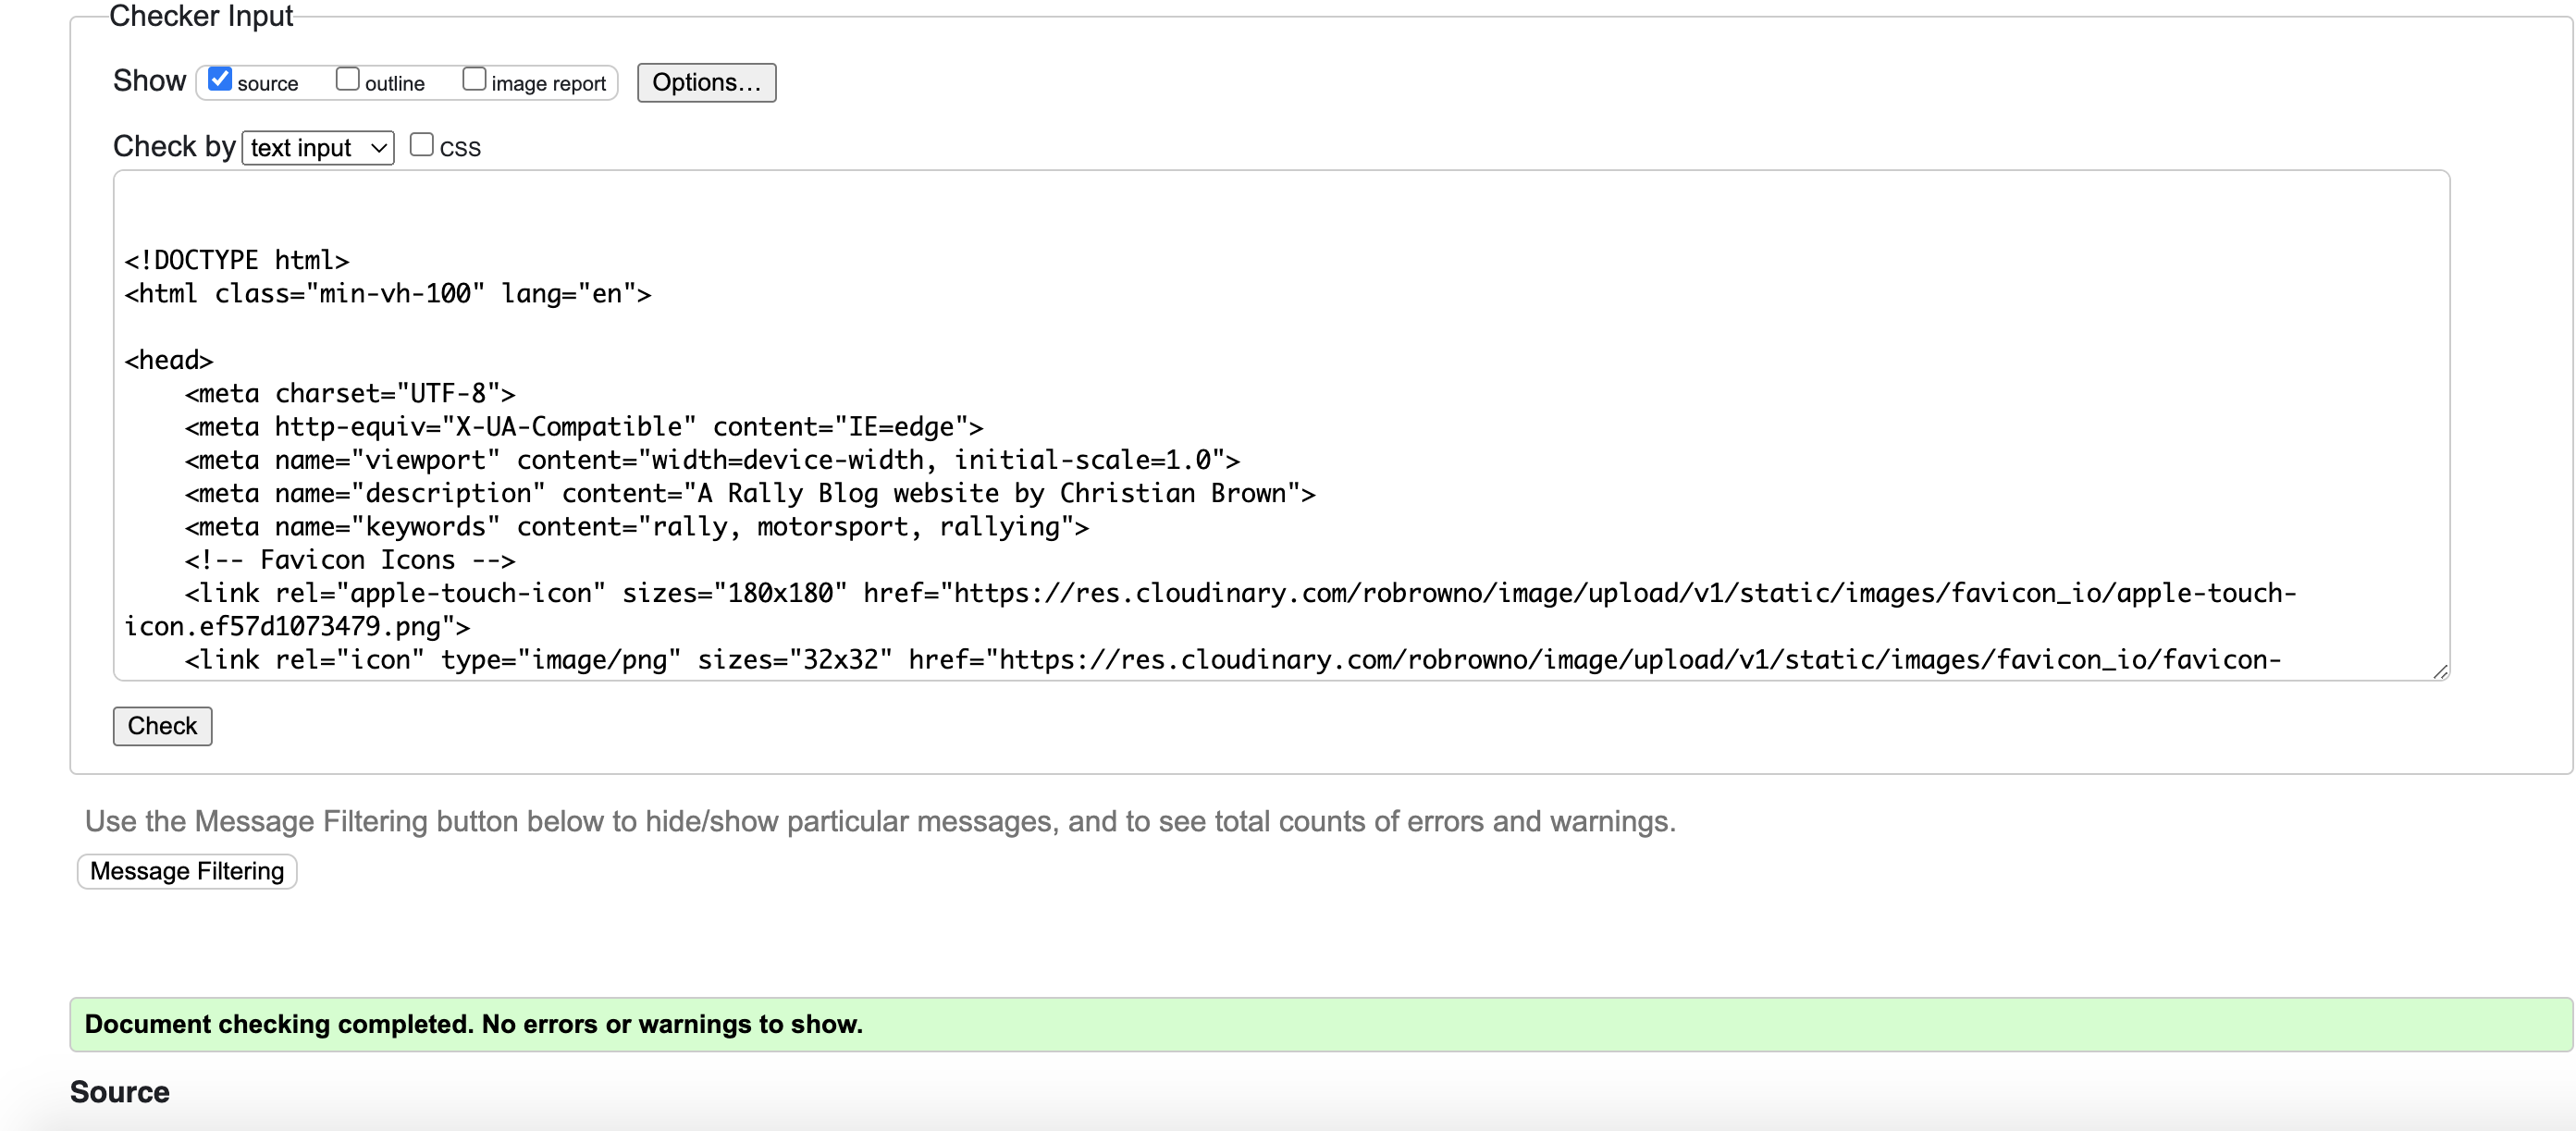 Checker Input
Show source outline image report Options...
Check by text input CSS
<!DOCTYPE html>
<html class="min-vh-100" lang="en">
<head>
    <meta charset="UTF-8">
    <meta http-equiv="X-UA-Compatible" content="IE=edge">
    <meta name="viewport" content="width=device-width, initial-scale=1.0">
    <meta name="description" content="A Rally Blog website by Christian Brown">
    <meta name="keywords" content="rally, motorsport, rallying">
    <!-- Favicon Icons -->
    <link rel="apple-touch-icon" sizes="180x180" href="https://res.cloudinary.com/robrowno/image/upload/v1/static/images/favicon_io/apple-touch-
icon.ef57d1073479.png">
    <link rel="icon" type="image/png" sizes="32x32" href="https://res.cloudinary.com/robrowno/image/upload/v1/static/images/favicon_io/favicon-
Check
Use the Message Filtering button below to hide/show particular messages, and to see total counts of errors and warnings.
Message Filtering
Document checking completed. No errors or warnings to show.
Source